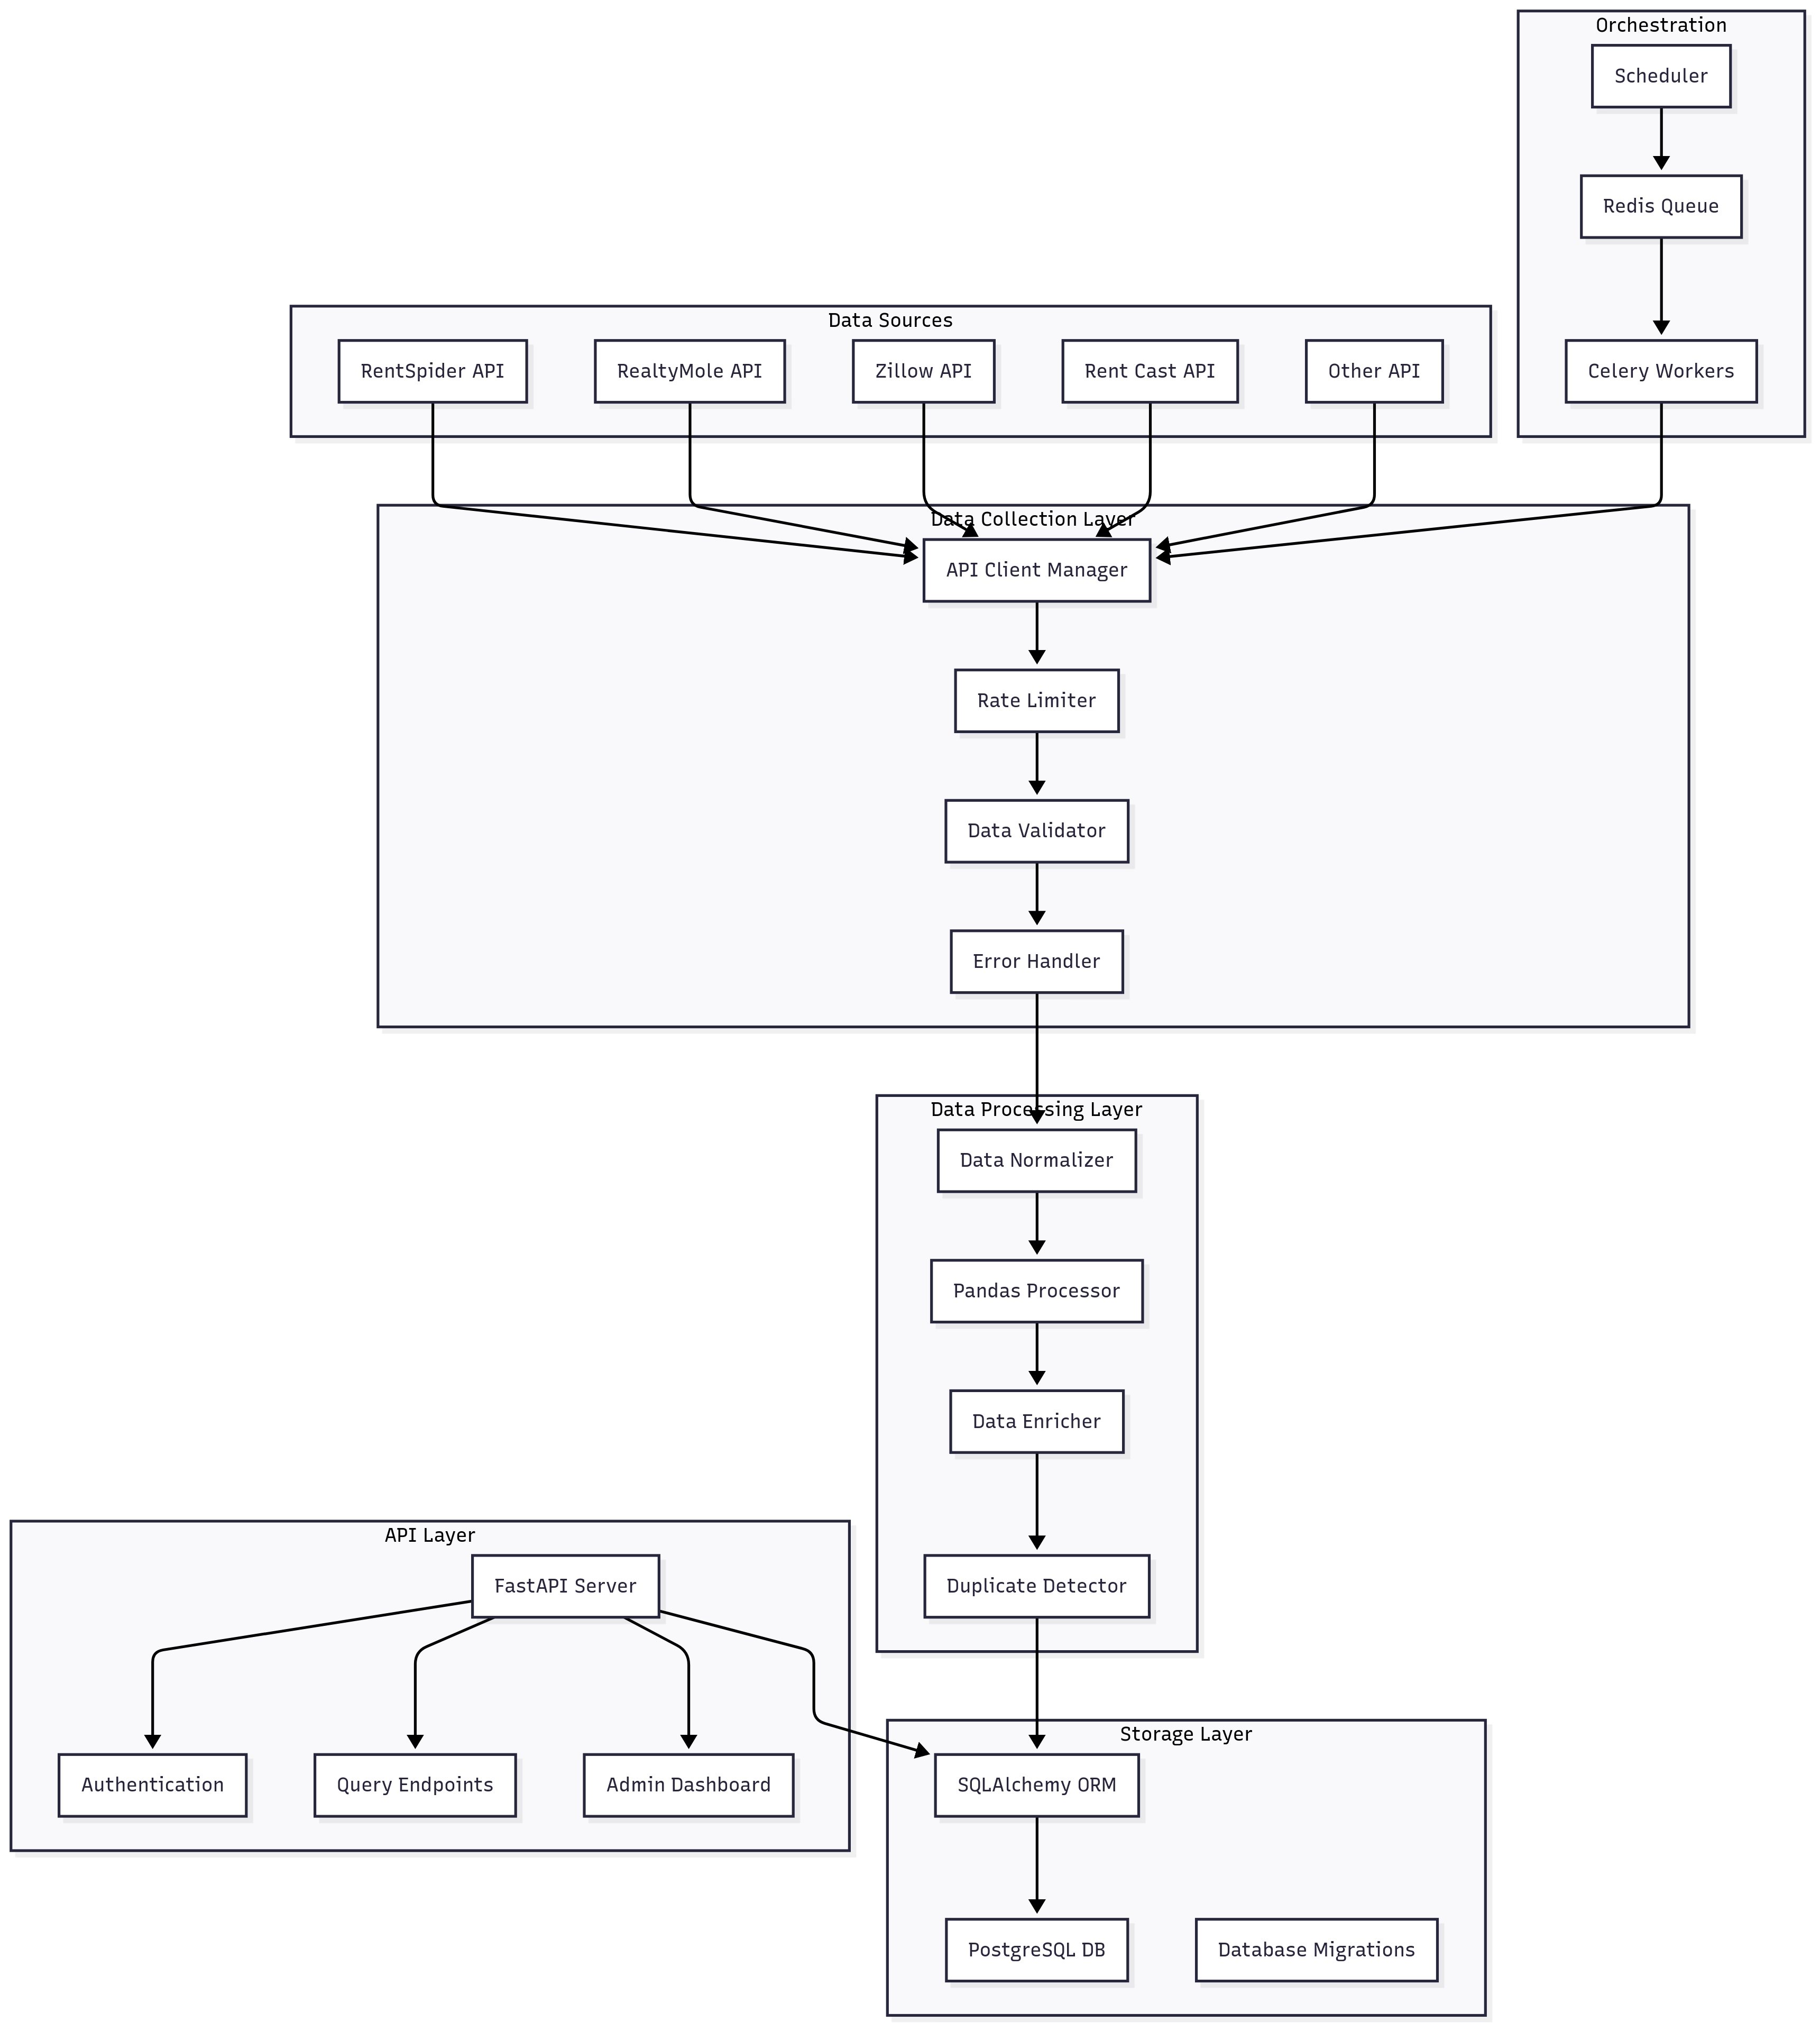 Orchestration
Scheduler
Redis Queue
Data Sources
RentSpider API
RealtyMole API
Zillow API
Rent Cast API
Other API
Celery Workers
Data Collection Layer
API Client Manager
Rate Limiter
Data Validator
Error Handler
Data Processing Layer
Data Normalizer
Pandas Processor
Data Enricher
API Layer
FastAPI Server
Duplicate Detector
Storage Layer
Authentication
Query Endpoints
Admin Dashboard
SQLAlchemy ORM
PostgreSQL DB
Database Migrations